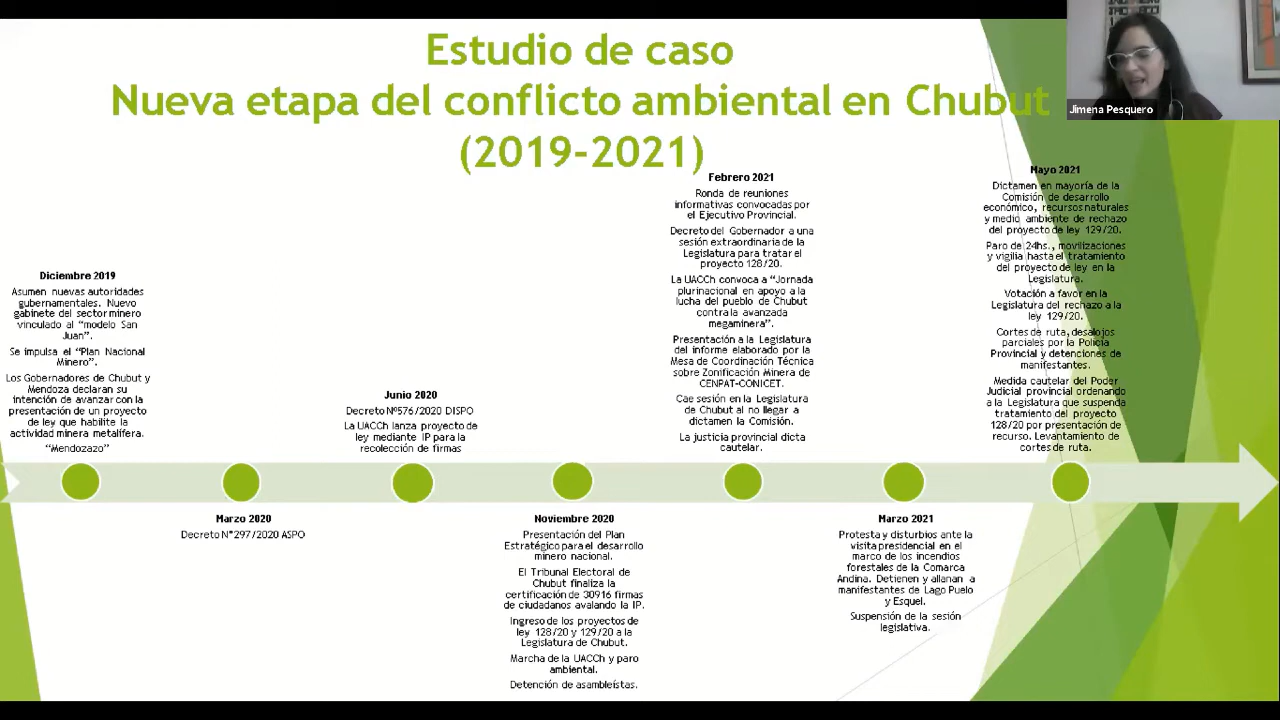 Estudio de caso
Nueva etapa del conflicto ambiental en Chubut
(2019-2021)
Jimena Pesquero
Diciembre 2019
Asumen nuevas autoridades
gubernamentales. Nuevo
gabinete del sector minero
vinculado al “modelo San
Juan”.
Se impulsa el “Plan Nacional
Minero”.
Los Gobernadores de Chubut y
Mendoza declaran su
intención de avanzar con la
presentación de un proyecto
de ley que habilite la
actividad minera metalífera.
“Mendozazo”
Marzo 2020
Decreto N°297/2020 ASPO
Junio 2020
Decreto Nº576/2020 DISPO
La UACCh lanza proyecto de
ley mediante IP para la
recolección de firmas
Noviembre 2020
Presentación del Plan
Estratégico para el desarrollo
minero nacional.
El Tribunal Electoral de
Chubut finaliza la
certificación de 30916 firmas
de ciudadanos avalando la IP.
Ingreso de los proyectos de
ley 128/20 y 129/20 a la
Legislatura de Chubut.
Marcha de la UACCh y paro
ambiental.
Detención de asambleístas.
Febrero 2021
Ronda de reuniones
informativas convocadas por
el Ejecutivo Provincial.
Decreto del Gobernador a una
sesión extraordinaria de la
Legislatura para tratar el
proyecto 128/20.
La UACCh convoca a “Jornada
plurinacional en apoyo a la
lucha del pueblo de Chubut
contra la avanzada
megaminera”.
Presentación a la Legislatura
del informe elaborado por la
Mesa de Coordinación Técnica
sobre Zonificación Minera de
CENPAT-CONICET.
Cae sesión en la Legislatura
de Chubut al no llegar a
dictamen la Comisión.
La justicia provincial dicta
cautelar.
Marzo 2021
Protesta y disturbios ante la
visita presidencial en el
marco de los incendios
forestales de la Comarca
Andina. Detienen y allanan a
manifestantes de Lago Puelo
y Esquel.
Suspensión de la sesión
legislativa.
Mayo 2021
Dictamen en mayoría de la
Comisión de desarrollo
económico, recursos naturales
y medio ambiente de rechazo
del proyecto de ley 129/20.
Paro de 24hs., movilizaciones
y vigilia hasta el tratamiento
del proyecto de ley en la
Legislatura.
Votación a favor en la
Legislatura del rechazo a la
ley 129/20.
Cortes de ruta, desalojos
parciales por la Policía
Provincial y detenciones de
manifestantes.
Medida cautelar del Poder
Judicial provincial ordenando
a la Legislatura que suspenda
tratamiento del proyecto
128/20 por presentación de
recurso. Levantamiento de
cortes de ruta.